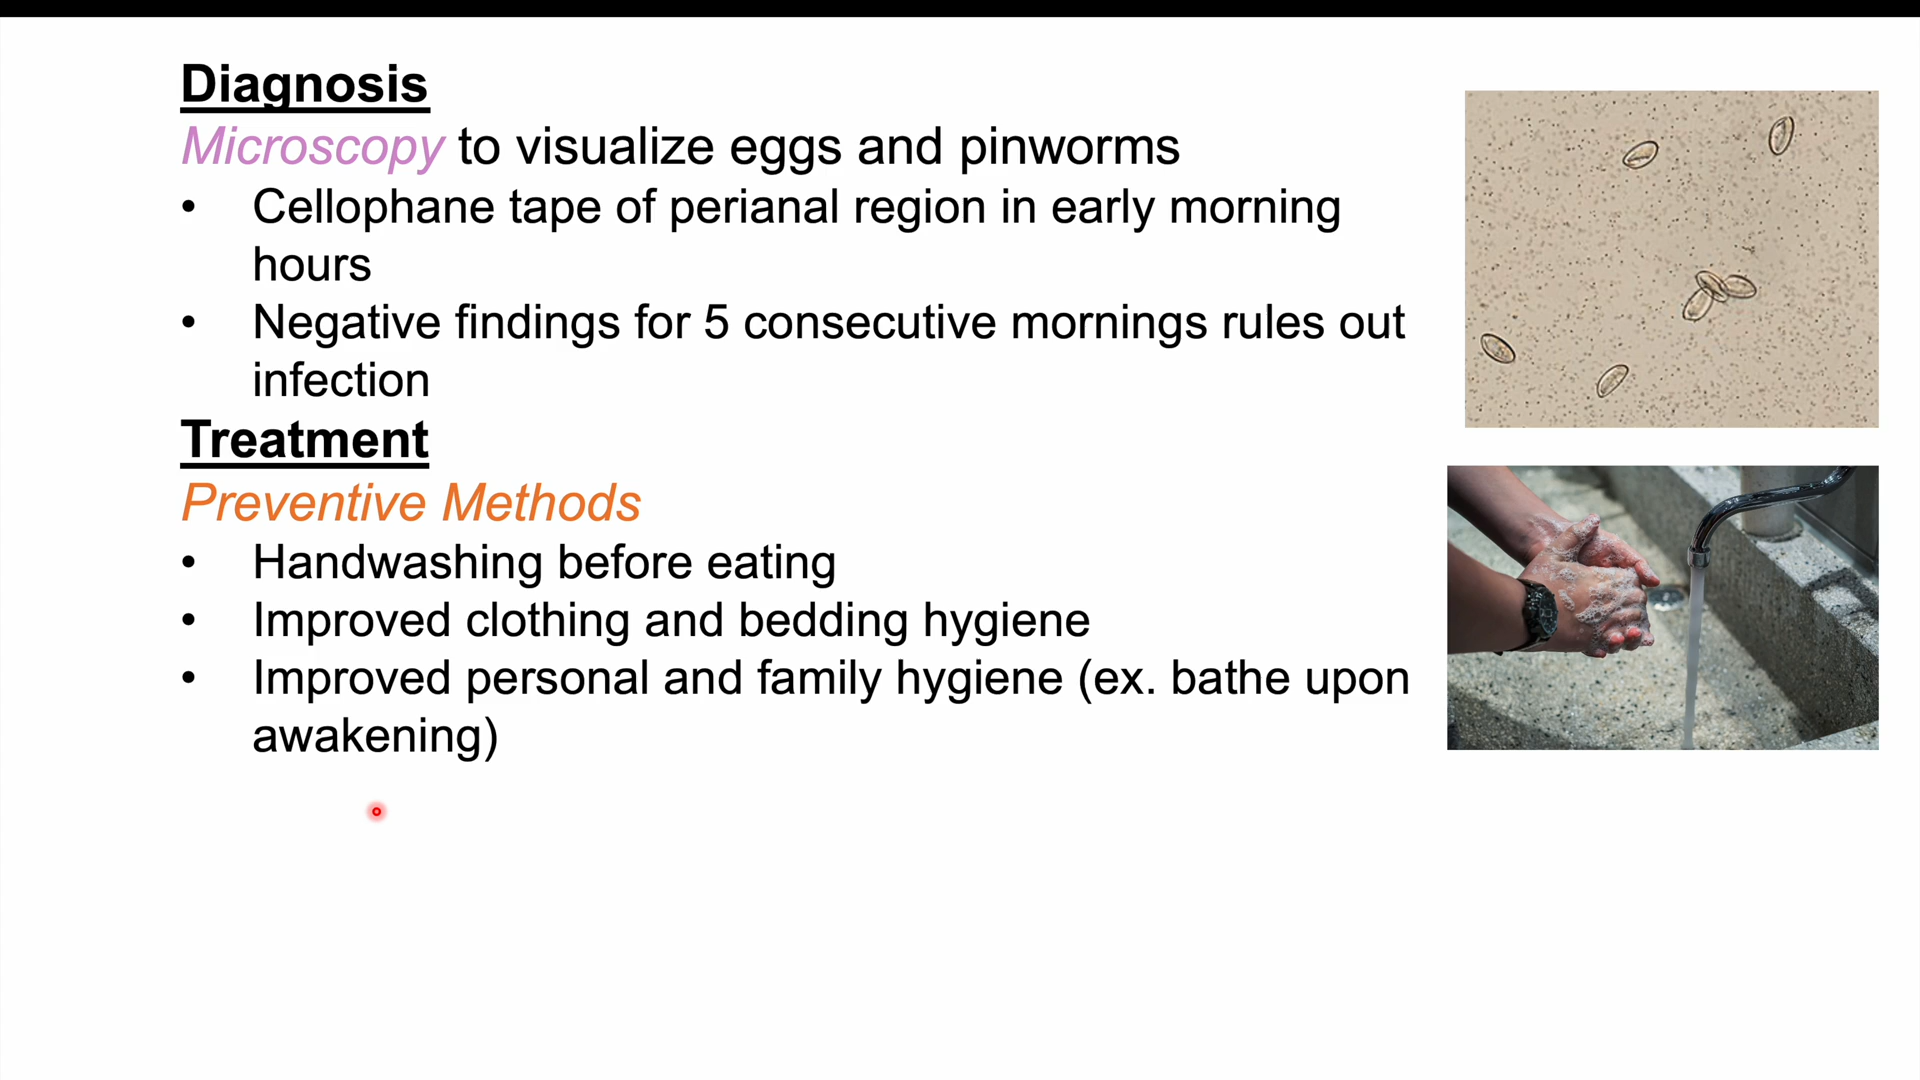 Diagnosis
Microscopy to visualize eggs and pinworms
• Cellophane tape of perianal region in early morning
hours
• Negative findings for 5 consecutive mornings rules out
infection
Treatment
Preventive Methods
• Handwashing before eating
• Improved clothing and bedding hygiene
• Improved personal and family hygiene (ex. bathe upon
awakening)